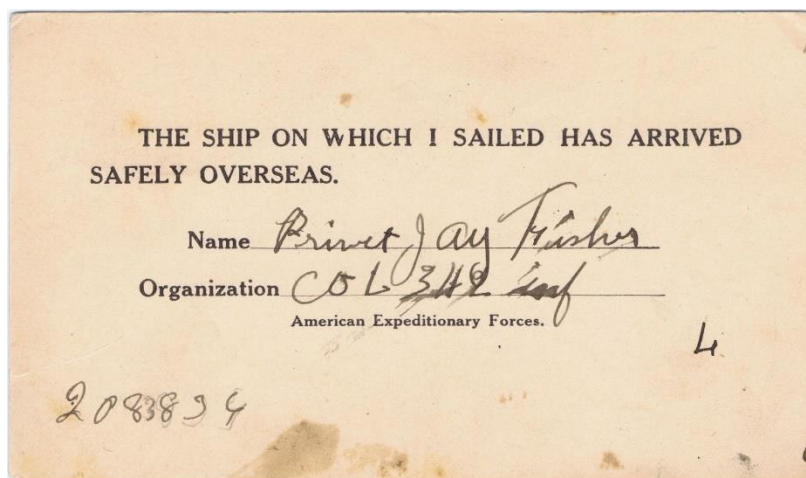 THE SHIP ON WHICH I SAILED HAS ARRIVED
SAFELY OVERSEAS.
Name Privet Jay Fisher
Organization CO L 342 inf
American Expeditionary Forces.
4
2083834